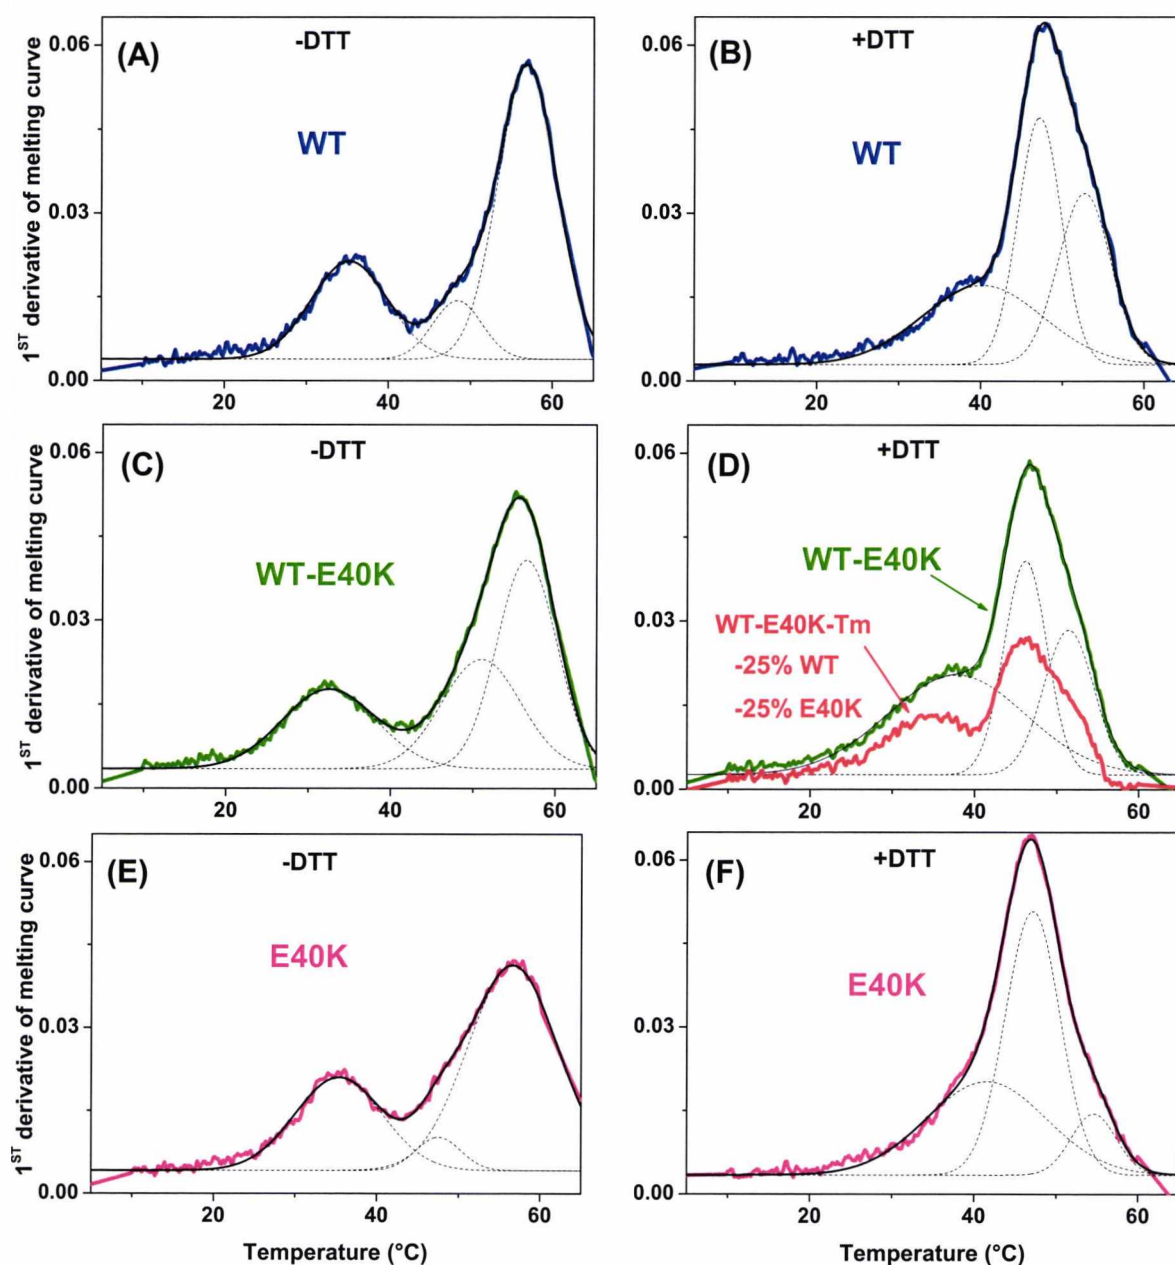 (A)
-DTT
WT
1ST derivative of melting curve
0.06
0.03
0.00
20
40
60
(B)
+DTT
WT
0.06
0.03
0.00
20
40
60
(C)
-DTT
WT-E40K
1ST derivative of melting curve
0.06
0.03
0.00
20
40
60
(D)
+DTT
WT-E40K
WT-E40K-Tm
-25% WT
-25% E40K
0.06
0.03
0.00
20
40
60
(E)
-DTT
E40K
1ST derivative of melting curve
0.06
0.03
0.00
20
40
60
Temperature (°C)
(F)
+DTT
E40K
0.06
0.03
0.00
20
40
60
Temperature (°C)